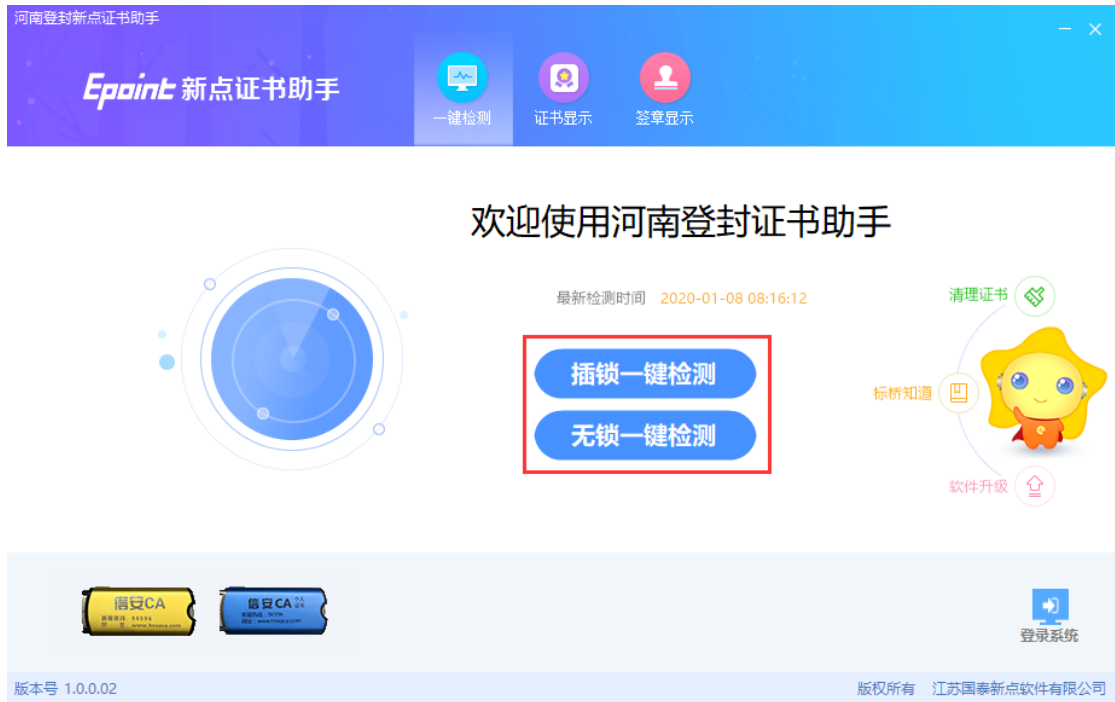 河南登封新点证书助手
Epoint 新点证书助手
一键检测
证书显示
签章显示
欢迎使用河南登封证书助手
最新检测时间 2020-01-08 08:16:12
清理证书
插锁一键检测
标桥知道
无锁一键检测
软件升级
信安CA
信安CA 个人证书
登录系统
版本号 1.0.0.02
版权所有 江苏国泰新点软件有限公司